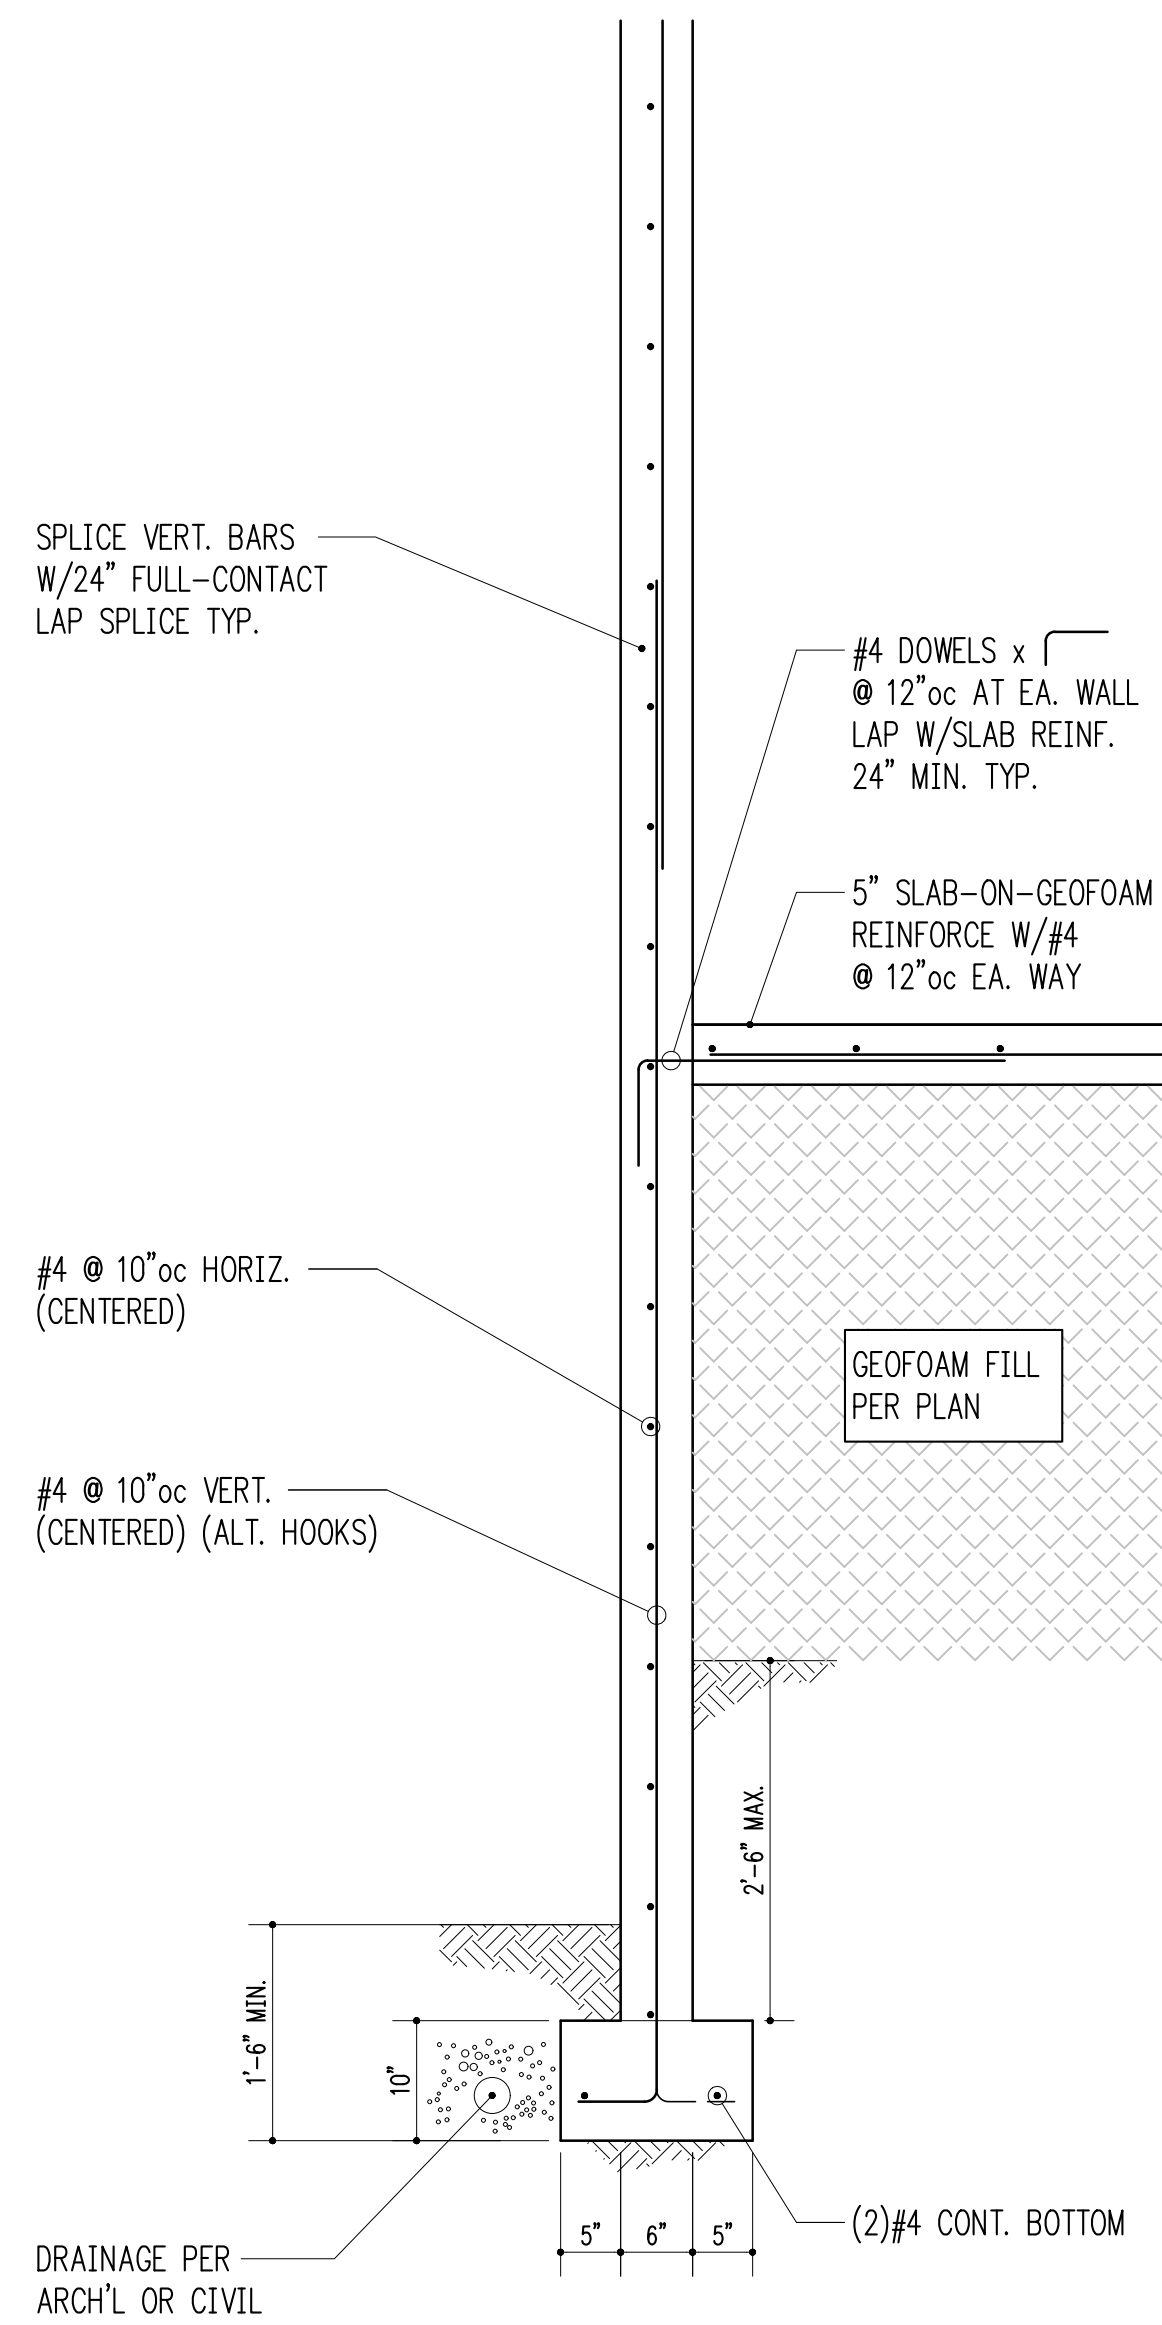 SPLICE VERT. BARS
W/24" FULL-CONTACT
LAP SPLICE TYP.
#4 DOWELS x
@ 12"oc AT EA. WALL
LAP W/SLAB REINF.
24" MIN. TYP.
5" SLAB-ON-GEOFOAM
REINFORCE W/#4
@ 12"oc EA. WAY
#4 @ 10"oc HORIZ.
(CENTERED)
GEOFOAM FILL
PER PLAN
#4 @ 10"oc VERT.
(CENTERED) (ALT. HOOKS)
2'-6" MAX.
1'-6" MIN.
10"
5" 6" 5"
(2)#4 CONT. BOTTOM
DRAINAGE PER
ARCH'L OR CIVIL